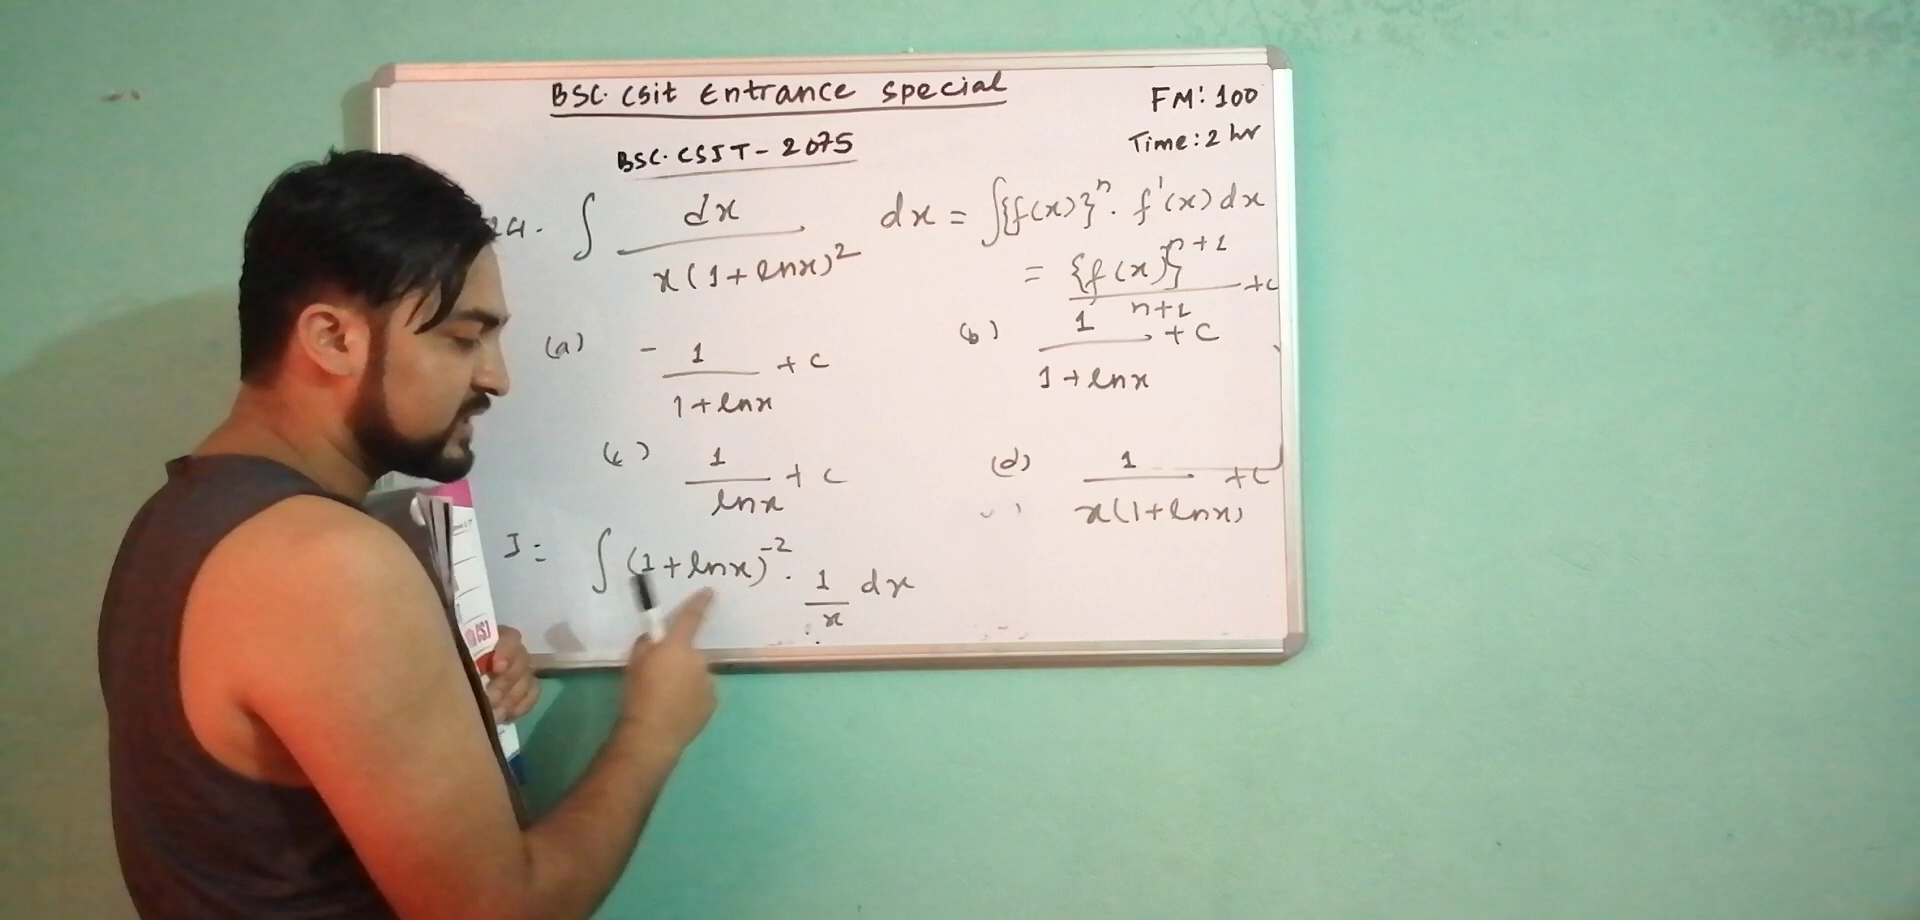 BSC. CSit Entrance special
FM: 100
Time: 2 hr
BSC. CSIT - 2075
24. ∫ dx / x(1+lnx)² dx = ∫{f(x)}ⁿ. f'(x) dx
= {f(x)}ⁿ⁺¹ / n+1 + c
(a) - 1 / 1+lnx + c
(b) 1 / 1+lnx + c
(c) 1 / lnx + c
(d) 1 / x(1+lnx) + c
I = ∫ (1+lnx)⁻² . 1/x dx